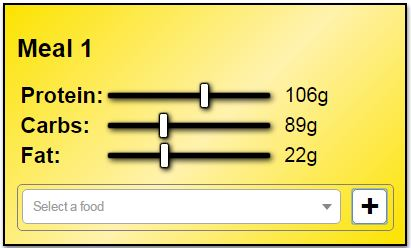 Meal 1
Protein: 106g
Carbs: 89g
Fat: 22g
Select a food +